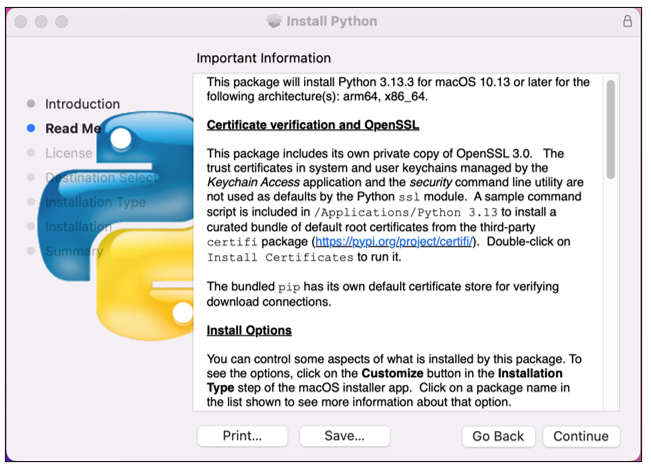 Install Python
Important Information
Introduction
Read Me
License
Destination Select
Installation Type
Installation
Summary
This package will install Python 3.13.3 for macOS 10.13 or later for the
following architecture(s): arm64, x86_64.
Certificate verification and OpenSSL
This package includes its own private copy of OpenSSL 3.0. The
trust certificates in system and user keychains managed by the
Keychain Access application and the security command line utility are
not used as defaults by the Python ssl module. A sample command
script is included in /Applications/Python 3.13 to install a
curated bundle of default root certificates from the third-party
certifi package (https://pypi.org/project/certifi/). Double-click on
Install Certificates to run it.
The bundled pip has its own default certificate store for verifying
download connections.
Install Options
You can control some aspects of what is installed by this package. To
see the options, click on the Customize button in the Installation
Type step of the macOS installer app. Click on a package name in
the list shown to see more information about that option.
Print...
Save...
Go Back
Continue